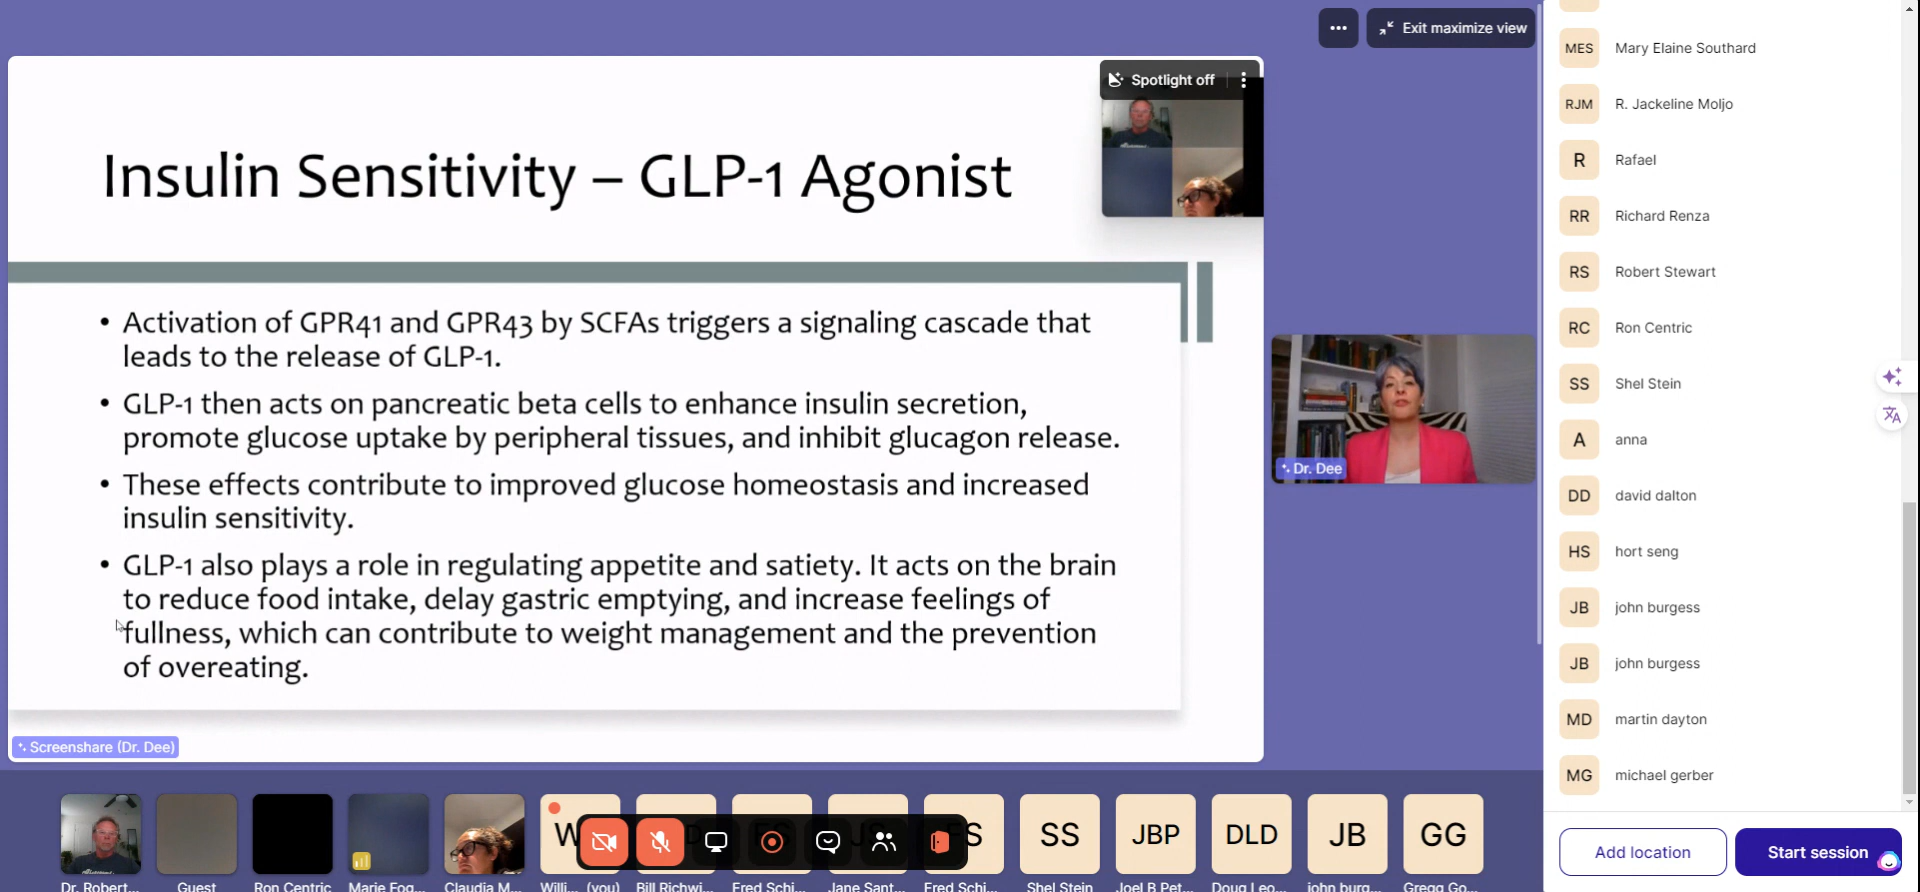 Exit maximize view
Spotlight off
Insulin Sensitivity – GLP-1 Agonist
• Activation of GPR41 and GPR43 by SCFAs triggers a signaling cascade that
leads to the release of GLP-1.
• GLP-1 then acts on pancreatic beta cells to enhance insulin secretion,
promote glucose uptake by peripheral tissues, and inhibit glucagon release.
• These effects contribute to improved glucose homeostasis and increased
insulin sensitivity.
• GLP-1 also plays a role in regulating appetite and satiety. It acts on the brain
to reduce food intake, delay gastric emptying, and increase feelings of
fullness, which can contribute to weight management and the prevention
of overeating.
Screenshare (Dr. Dee)
Dr. Dee
MES Mary Elaine Southard
RJM R. Jackeline Moljo
R Rafael
RR Richard Renza
RS Robert Stewart
RC Ron Centric
SS Shel Stein
A anna
DD david dalton
HS hort seng
JB john burgess
JB john burgess
MD martin dayton
MG michael gerber
Add location
Start session
SS JBP DLD JB GG
Dr. Robert... Guest Ron Centric Marie Fog... Claudia M... Willi... (you) Bill Richwi... Fred Schi... Jane Sant... Fred Schi... Shel Stein Joel B Pet... Doug Leo... john burg... Gregg Go...